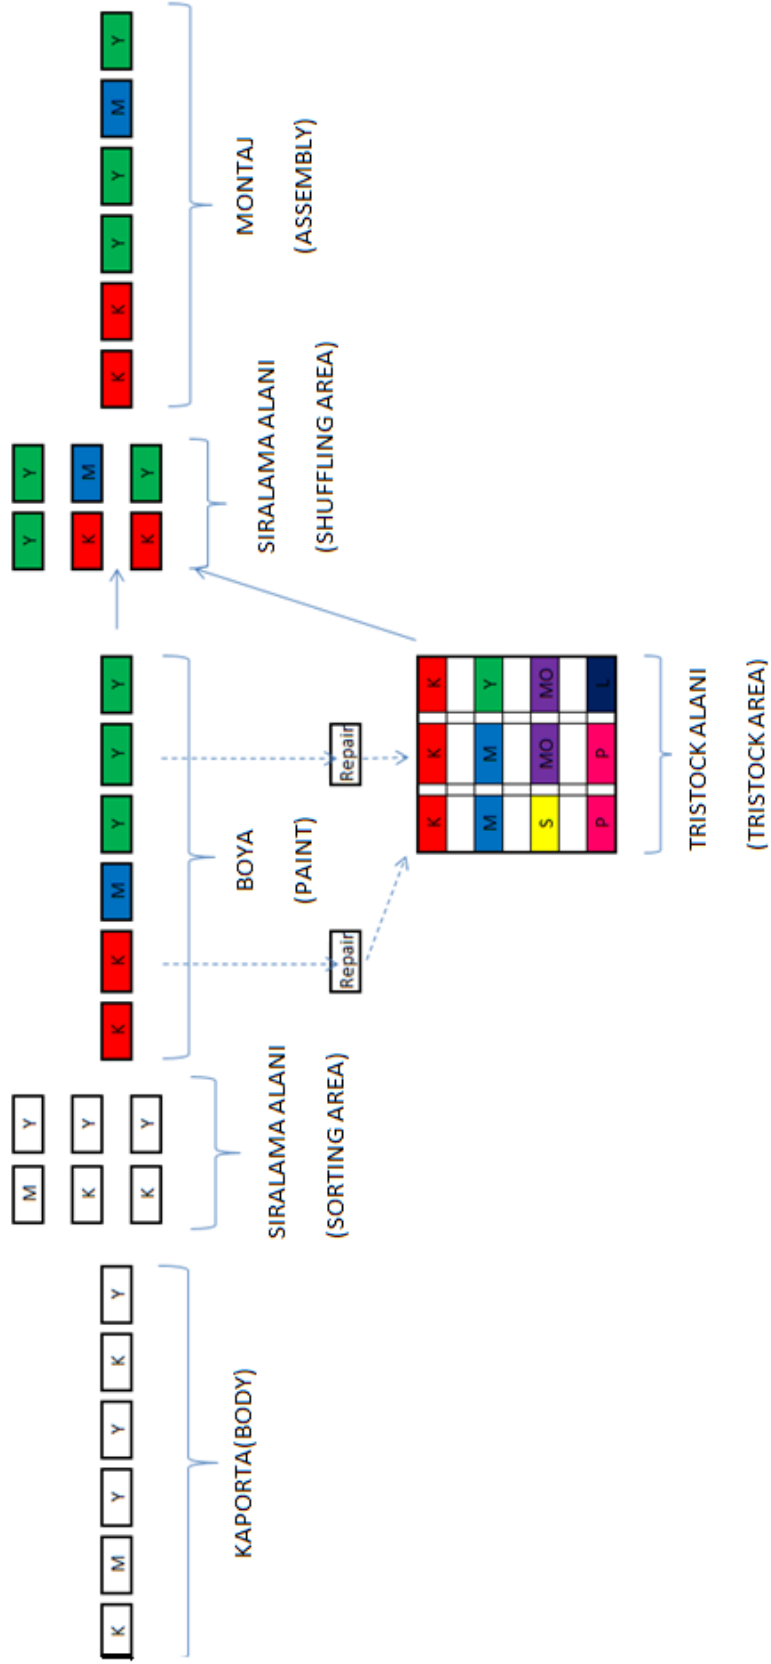 K M Y Y K Y
KAPORTA(BODY)
M Y
K Y
K Y
SIRALAMA ALANI
(SORTING AREA)
K K M Y Y Y
BOYA
(PAINT)
Repair
Repair
Y Y
K M
K Y
SIRALAMA ALANI
(SHUFFLING AREA)
K K Y Y M Y
MONTAJ
(ASSEMBLY)
K K K
M M Y
S MO MO
P P L
TRISTOCK ALANI
(TRISTOCK AREA)